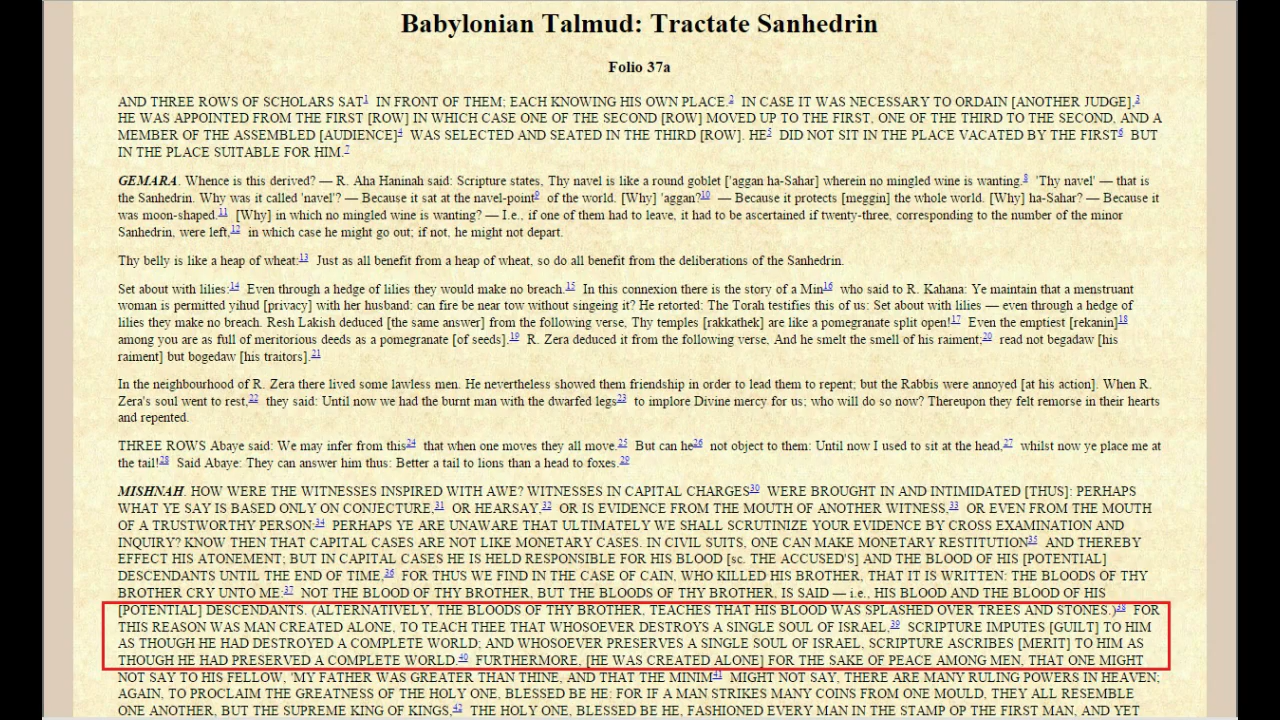 Babylonian Talmud: Tractate Sanhedrin
Folio 37a
AND THREE ROWS OF SCHOLARS SAT1 IN FRONT OF THEM; EACH KNOWING HIS OWN PLACE.2 IN CASE IT WAS NECESSARY TO ORDAIN [ANOTHER JUDGE],3
HE WAS APPOINTED FROM THE FIRST [ROW] IN WHICH CASE ONE OF THE SECOND [ROW] MOVED UP TO THE FIRST, ONE OF THE THIRD TO THE SECOND, AND A
MEMBER OF THE ASSEMBLED [AUDIENCE]4 WAS SELECTED AND SEATED IN THE THIRD [ROW]. HE5 DID NOT SIT IN THE PLACE VACATED BY THE FIRST6 BUT
IN THE PLACE SUITABLE FOR HIM.7
GEMARA. Whence is this derived? — R. Aha Haninah said: Scripture states, Thy navel is like a round goblet ['aggan ha-Sahar] wherein no mingled wine is wanting.8 'Thy navel' — that is
the Sanhedrin. Why was it called 'navel'? — Because it sat at the navel-point9 of the world. [Why] 'aggan?10 — Because it protects [meggin] the whole world. [Why] ha-Sahar? — Because it
was moon-shaped.11 [Why] in which no mingled wine is wanting? — I.e., if one of them had to leave, it had to be ascertained if twenty-three, corresponding to the number of the minor
Sanhedrin, were left,12 in which case he might go out; if not, he might not depart.
Thy belly is like a heap of wheat:13 Just as all benefit from a heap of wheat, so do all benefit from the deliberations of the Sanhedrin.
Set about with lilies:14 Even through a hedge of lilies they would make no breach.15 In this connexion there is the story of a Min16 who said to R. Kahana: Ye maintain that a menstruant
woman is permitted yihud [privacy] with her husband: can fire be near tow without singeing it? He retorted: The Torah testifies this of us: Set about with lilies — even through a hedge of
lilies they make no breach. Resh Lakish deduced [the same answer] from the following verse, Thy temples [rakkathek] are like a pomegranate split open!17 Even the emptiest [rekanin]18
among you are as full of meritorious deeds as a pomegranate [of seeds].19 R. Zera deduced it from the following verse, And he smelt the smell of his raiment;20 read not begadaw [his
raiment] but bogedaw [his traitors].21
In the neighbourhood of R. Zera there lived some lawless men. He nevertheless showed them friendship in order to lead them to repent; but the Rabbis were annoyed [at his action]. When R.
Zera's soul went to rest,22 they said: Until now we had the burnt man with the dwarfed legs23 to implore Divine mercy for us; who will do so now? Thereupon they felt remorse in their hearts
and repented.
THREE ROWS Abaye said: We may infer from this24 that when one moves they all move.25 But can he26 not object to them: Until now I used to sit at the head,27 whilst now ye place me at
the tail!28 Said Abaye: They can answer him thus: Better a tail to lions than a head to foxes.29
MISHNAH. HOW WERE THE WITNESSES INSPIRED WITH AWE? WITNESSES IN CAPITAL CHARGES30 WERE BROUGHT IN AND INTIMIDATED [THUS]: PERHAPS
WHAT YE SAY IS BASED ONLY ON CONJECTURE,31 OR HEARSAY,32 OR IS EVIDENCE FROM THE MOUTH OF ANOTHER WITNESS,33 OR EVEN FROM THE MOUTH
OF A TRUSTWORTHY PERSON:34 PERHAPS YE ARE UNAWARE THAT ULTIMATELY WE SHALL SCRUTINIZE YOUR EVIDENCE BY CROSS EXAMINATION AND
INQUIRY? KNOW THEN THAT CAPITAL CASES ARE NOT LIKE MONETARY CASES. IN CIVIL SUITS, ONE CAN MAKE MONETARY RESTITUTION35 AND THEREBY
EFFECT HIS ATONEMENT; BUT IN CAPITAL CASES HE IS HELD RESPONSIBLE FOR HIS BLOOD [sc. THE ACCUSED'S] AND THE BLOOD OF HIS [POTENTIAL]
DESCENDANTS UNTIL THE END OF TIME,36 FOR THUS WE FIND IN THE CASE OF CAIN, WHO KILLED HIS BROTHER, THAT IT IS WRITTEN: THE BLOODS OF THY
BROTHER CRY UNTO ME:37 NOT THE BLOOD OF THY BROTHER, BUT THE BLOODS OF THY BROTHER, IS SAID — i.e., HIS BLOOD AND THE BLOOD OF HIS
[POTENTIAL] DESCENDANTS. (ALTERNATIVELY, THE BLOODS OF THY BROTHER, TEACHES THAT HIS BLOOD WAS SPLASHED OVER TREES AND STONES.)38 FOR
THIS REASON WAS MAN CREATED ALONE, TO TEACH THEE THAT WHOSOEVER DESTROYS A SINGLE SOUL OF ISRAEL,39 SCRIPTURE IMPUTES [GUILT] TO HIM
AS THOUGH HE HAD DESTROYED A COMPLETE WORLD; AND WHOSOEVER PRESERVES A SINGLE SOUL OF ISRAEL, SCRIPTURE ASCRIBES [MERIT] TO HIM AS
THOUGH HE HAD PRESERVED A COMPLETE WORLD.40 FURTHERMORE, [HE WAS CREATED ALONE] FOR THE SAKE OF PEACE AMONG MEN, THAT ONE MIGHT
NOT SAY TO HIS FELLOW, 'MY FATHER WAS GREATER THAN THINE, AND THAT THE MINIM41 MIGHT NOT SAY, THERE ARE MANY RULING POWERS IN HEAVEN;
AGAIN, TO PROCLAIM THE GREATNESS OF THE HOLY ONE, BLESSED BE HE: FOR IF A MAN STRIKES MANY COINS FROM ONE MOULD, THEY ALL RESEMBLE
ONE ANOTHER, BUT THE SUPREME KING OF KINGS,42 THE HOLY ONE, BLESSED BE HE, FASHIONED EVERY MAN IN THE STAMP OF THE FIRST MAN, AND YET